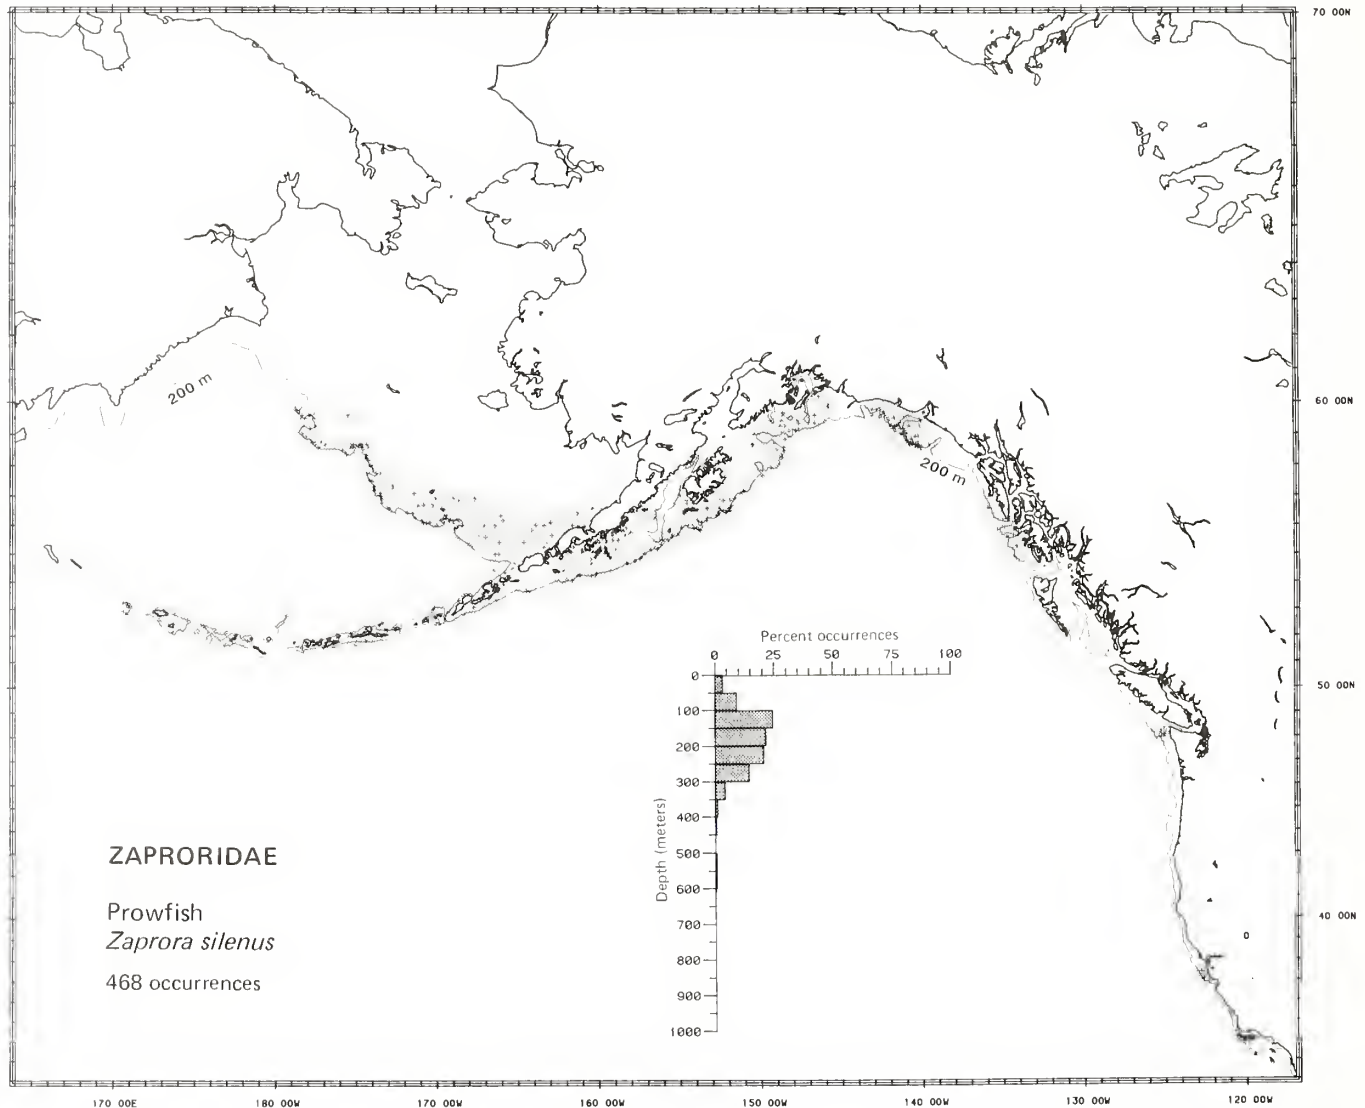 70 00N
200 m
60 00N
200 m
Percent occurrences
0 25 50 75 100
0
50 00N
100
200
300
400
Depth (meters)
500
600
700
800
900
1000
ZAPRORIDAE
Prowfish
Zaprora silenus
468 occurrences
40 00N
170 00E 180 00W 170 00W 160 00W 150 00W 140 00W 130 00W 120 00W